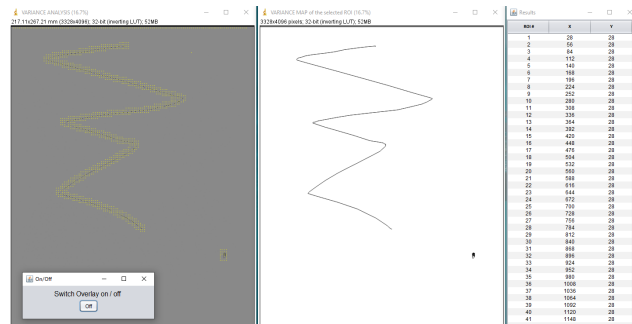 VARIANCE ANALYSIS (16.7%)
217.11x267.21 mm (3328x4096); 32-bit (inverting LUT); 52MB
On/Off
Switch Overlay on / off
Off
VARIANCE MAP of the selected ROI (16.7%)
3328x4096 pixels; 32-bit (inverting LUT); 52MB
Results
ROI # X Y
1 28 28
2 56 28
3 84 28
4 112 28
5 140 28
6 168 28
7 196 28
8 224 28
9 252 28
10 280 28
11 308 28
12 336 28
13 364 28
14 392 28
15 420 28
16 448 28
17 476 28
18 504 28
19 532 28
20 560 28
21 588 28
22 616 28
23 644 28
24 672 28
25 700 28
26 728 28
27 756 28
28 784 28
29 812 28
30 840 28
31 868 28
32 896 28
33 924 28
34 952 28
35 980 28
36 1008 28
37 1036 28
38 1064 28
39 1092 28
40 1120 28
41 1148 28